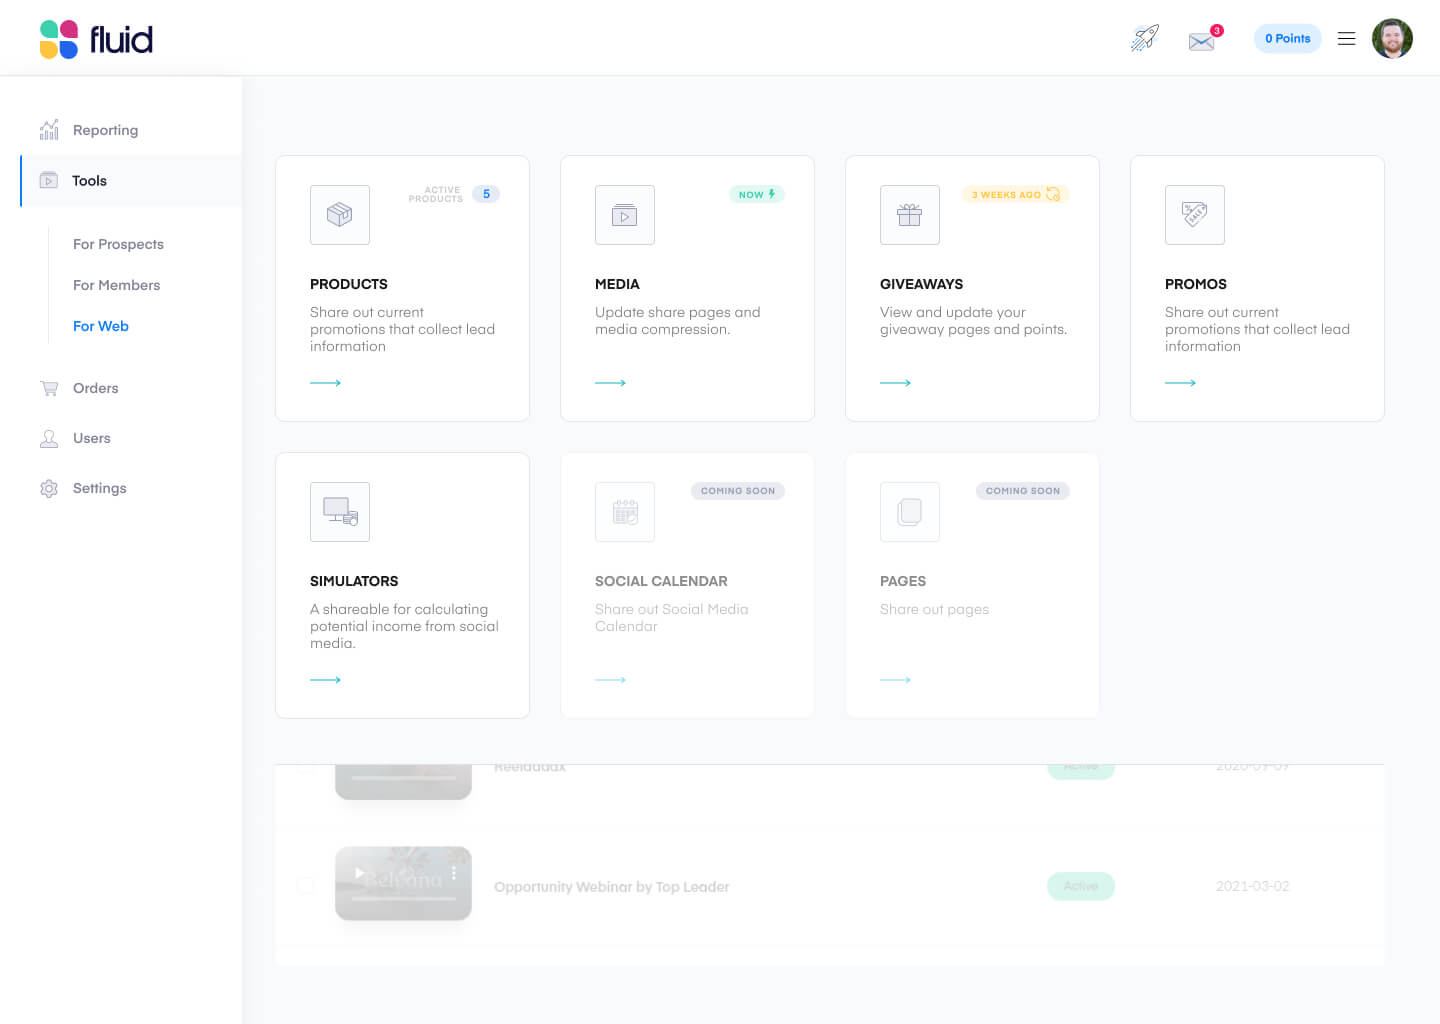 fluid
3
0 Points
Reporting
Tools
For Prospects
For Members
For Web
Orders
Users
Settings
ACTIVE
PRODUCTS
5
PRODUCTS
Share out current
promotions that collect lead
information
NOW
MEDIA
Update share pages and
media compression.
3 WEEKS AGO
GIVEAWAYS
View and update your
giveaway pages and points.
%
SALE
PROMOS
Share out current
promotions that collect lead
information
SIMULATORS
A shareable for calculating
potential income from social
media.
COMING SOON
SOCIAL CALENDAR
Share out Social Media
Calendar
COMING SOON
PAGES
Share out pages
Active
2020-09-09
Opportunity Webinar by Top Leader
Active
2021-03-02